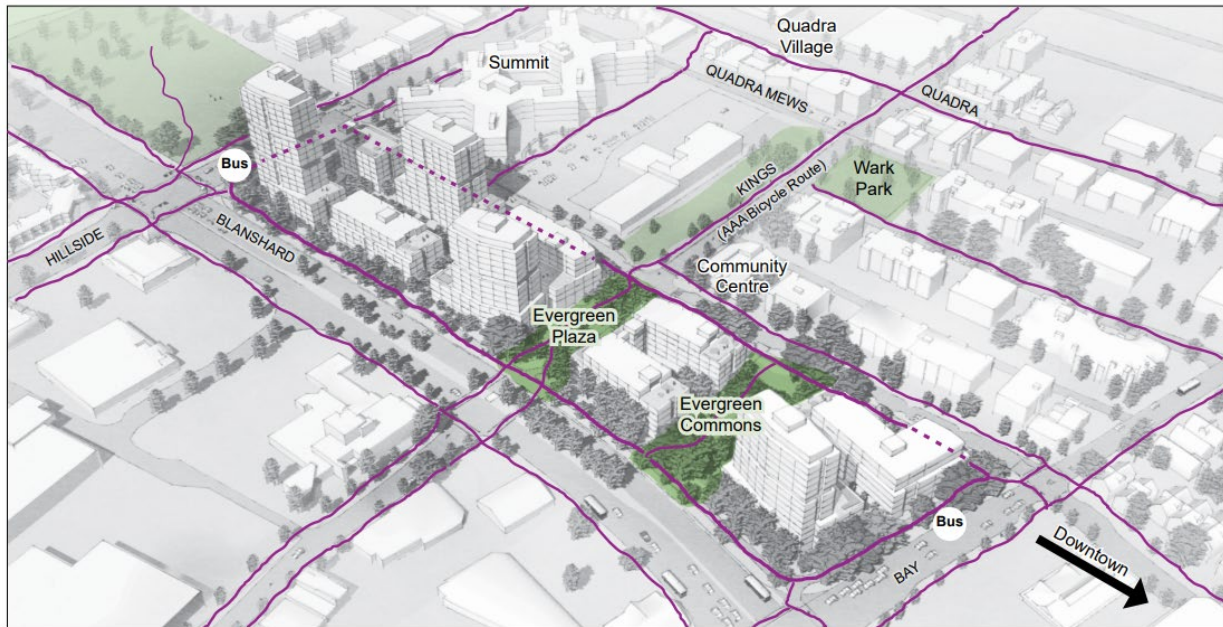 Quadra
Village
Summit
QUADRA MEWS
QUADRA
Bus
KINGS
(AAA Bicycle Route)
Wark
Park
HILLSIDE
BLANSHARD
Community
Centre
Evergreen
Plaza
Evergreen
Commons
Bus
BAY
Downtown